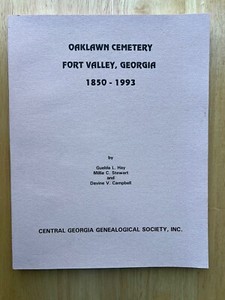 OAKLAWN CEMETERY
FORT VALLEY, GEORGIA
1850 - 1993
by
Guehla L. Hay
Millie C. Stewart
and
Davine V. Campbell
CENTRAL GEORGIA GENEALOGICAL SOCIETY, INC.